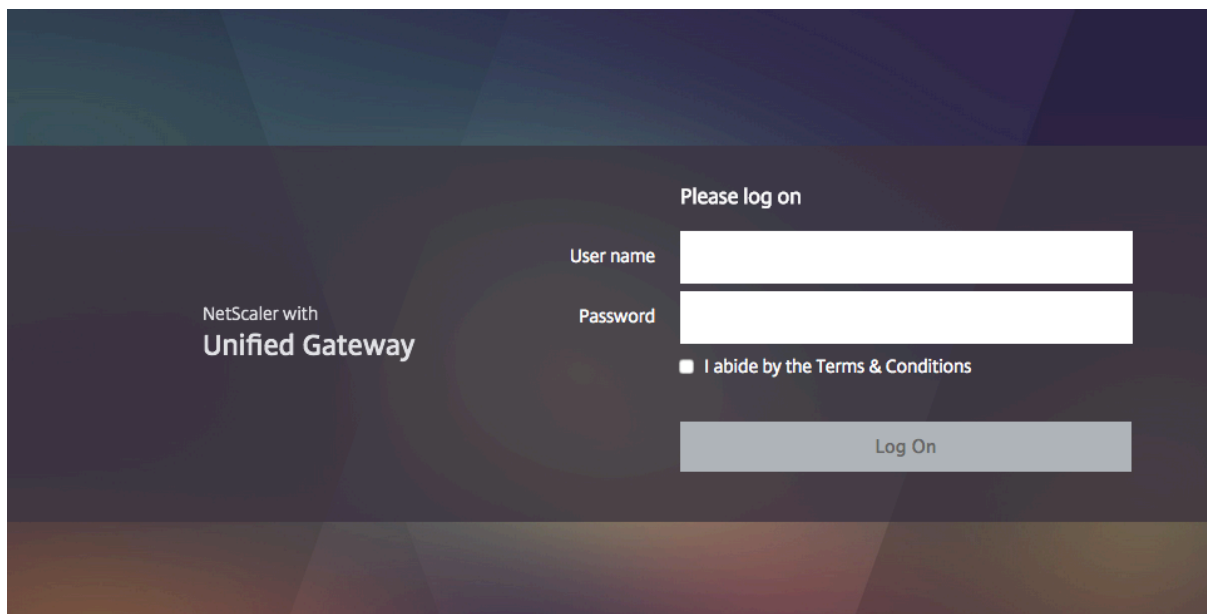 Please log on
User name
Password
NetScaler with
Unified Gateway
I abide by the Terms & Conditions
Log On